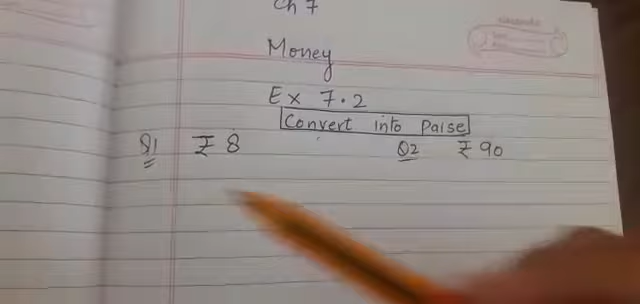 Ch 7
Money
Ex 7.2
Convert into Paise
Q1 ₹ 8 Q2 ₹ 90